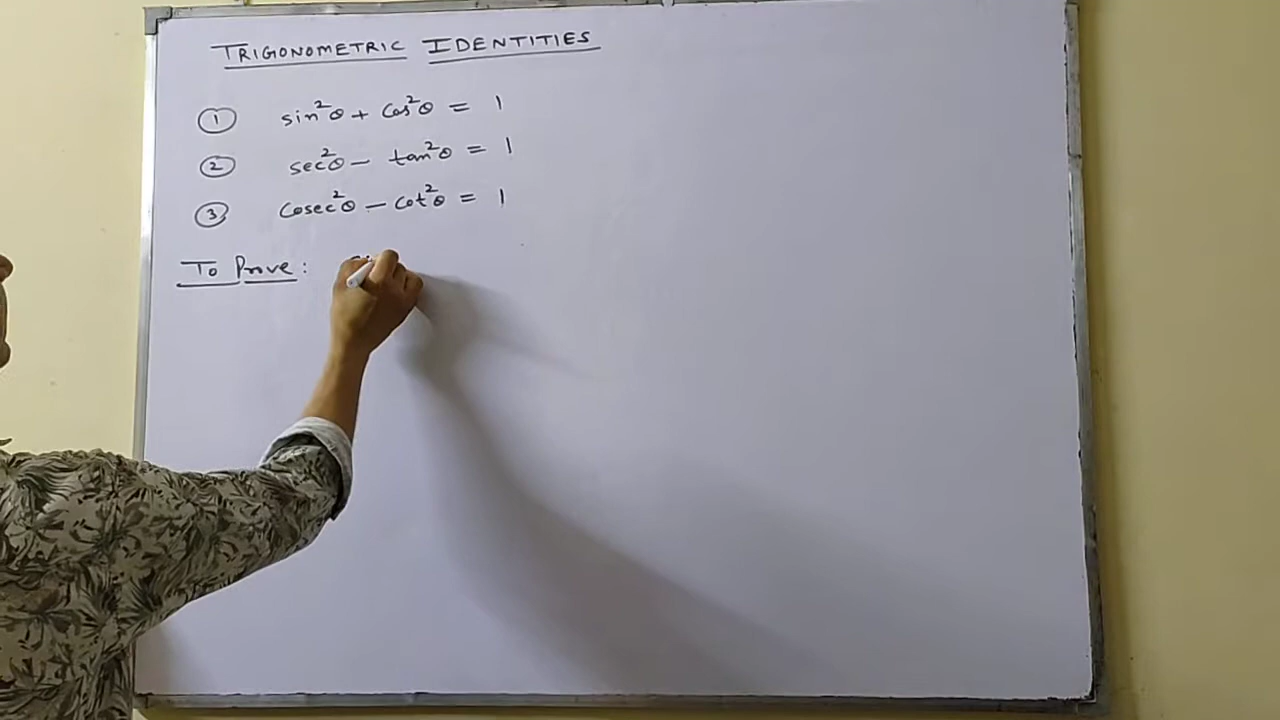 TRIGONOMETRIC IDENTITIES
① sin²θ + cos²θ = 1
② sec²θ − tan²θ = 1
③ cosec²θ − cot²θ = 1
To Prove: